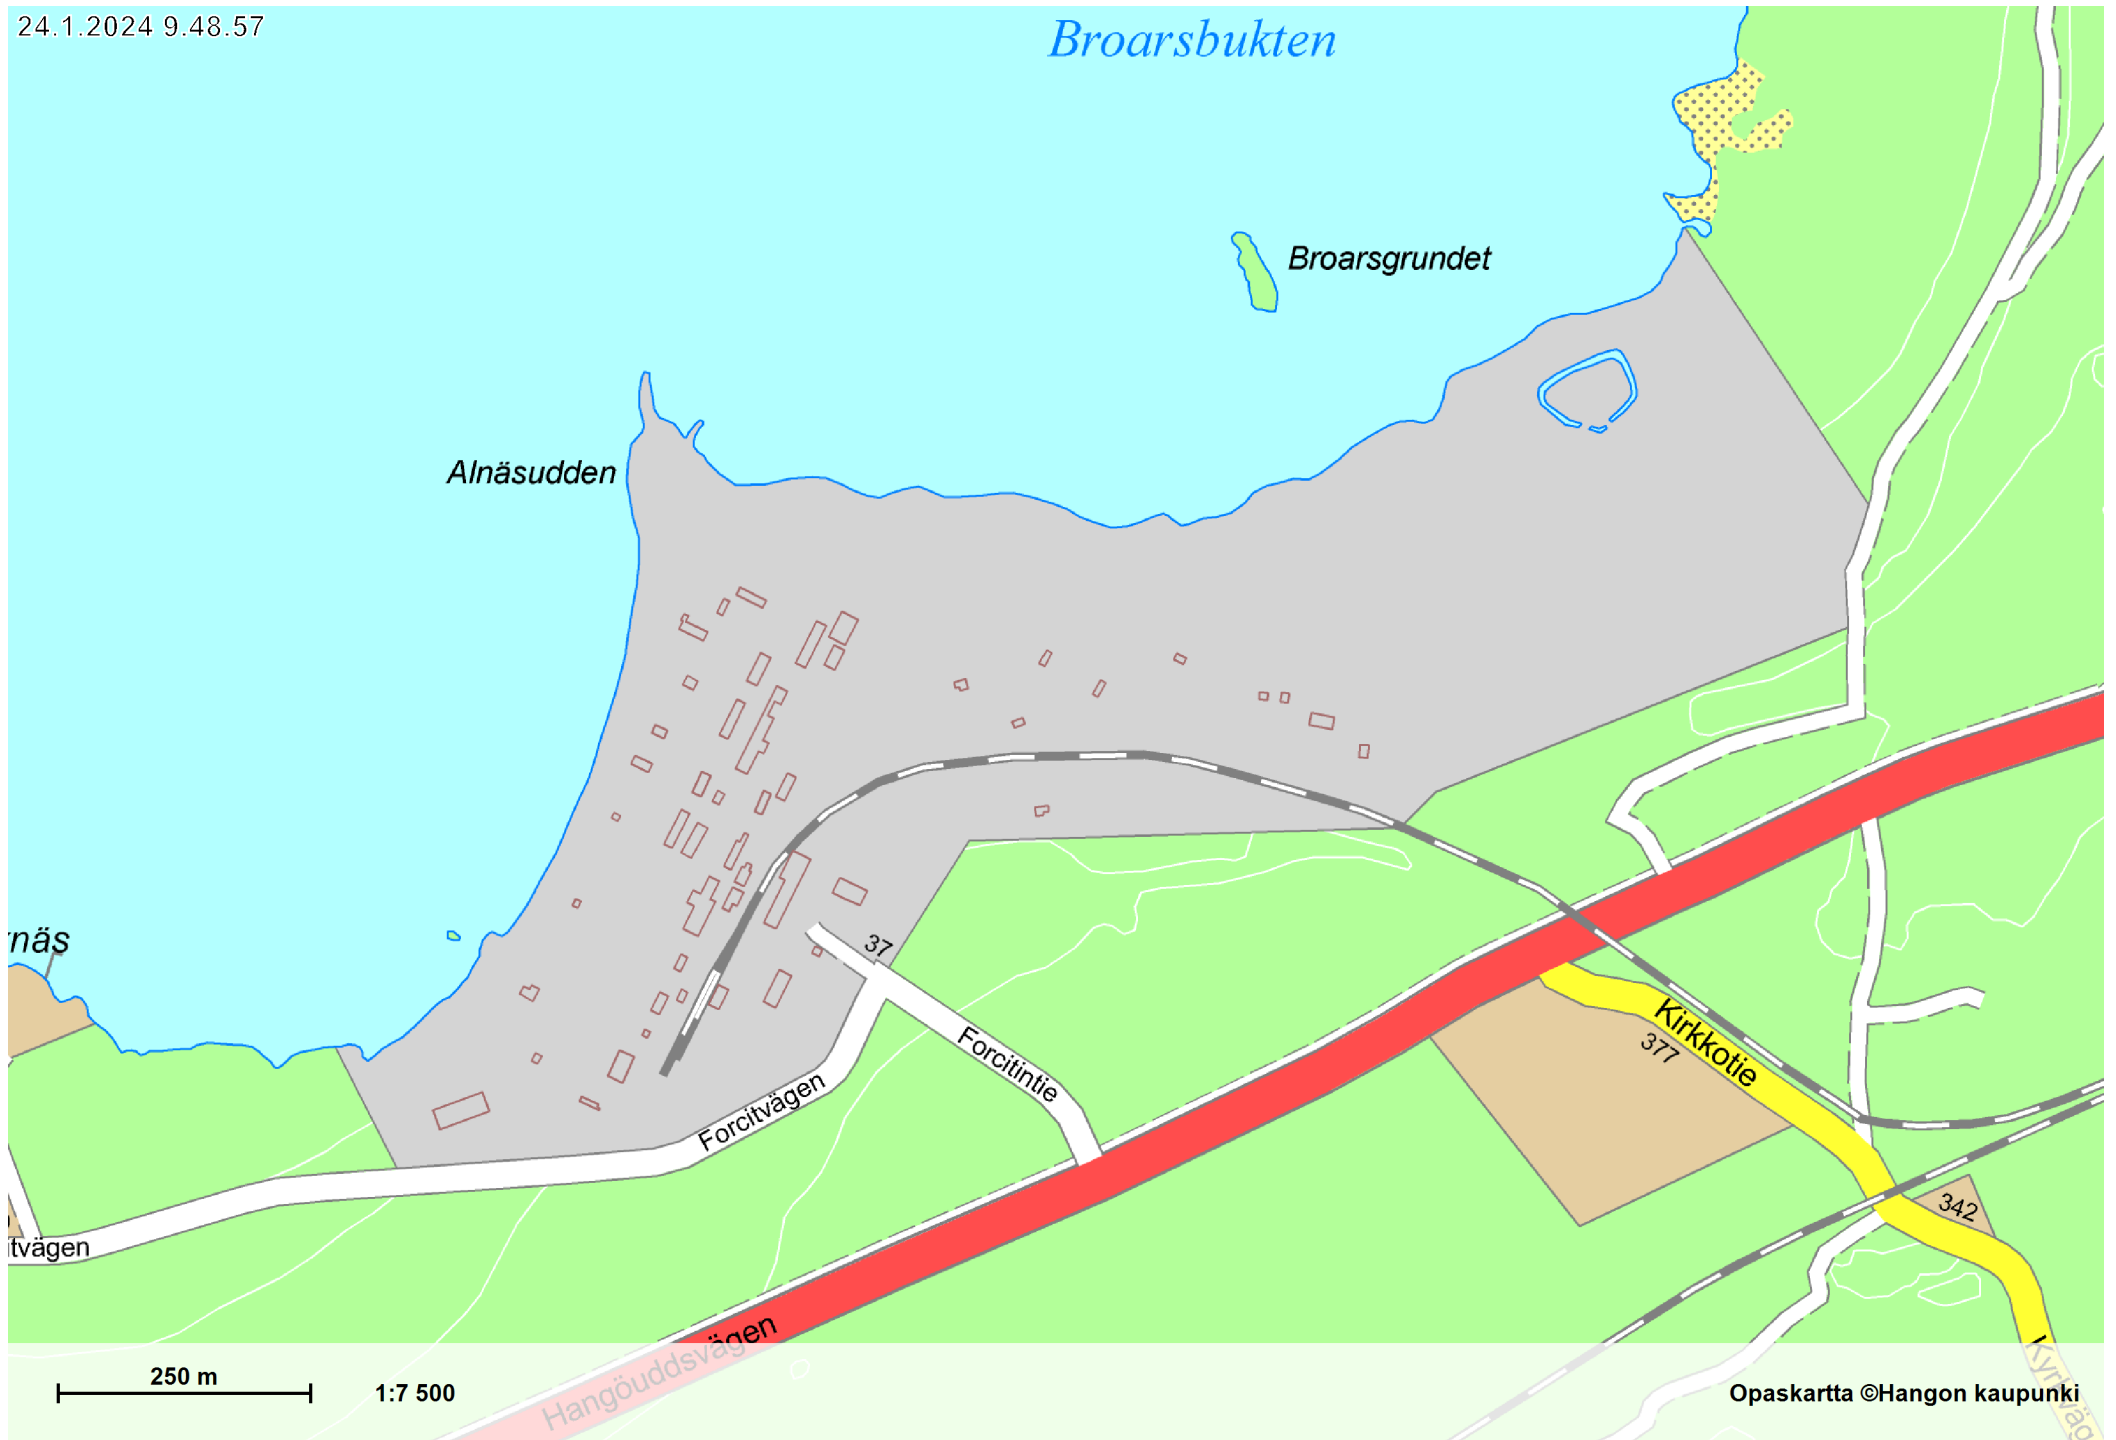 24.1.2024 9.48.57
Broarsbukten
Broarsgrundet
Alnäsudden
näs
37
Forcitintie
Forcitvägen
Kirkkotie
377
342
itvägen
Hangöuddsvägen
250 m
1:7 500
Opaskartta ©Hangon kaupunki